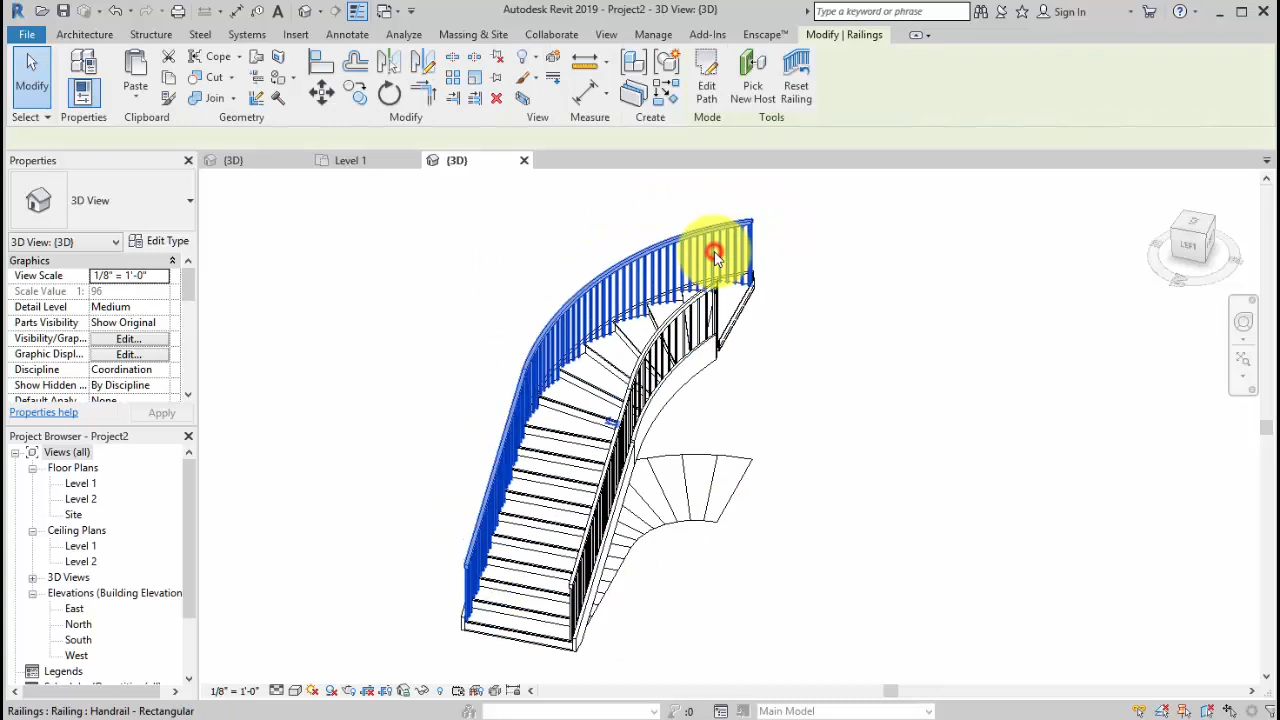 Autodesk Revit 2019 - Project2 - 3D View: {3D}
Type a keyword or phrase
Sign In
File Architecture Structure Steel Systems Insert Annotate Analyze Massing & Site Collaborate View Manage Add-Ins Enscape™ Modify | Railings
Modify
Paste
Cope
Cut
Join
Edit Path
Pick New Host
Reset Railing
Select Properties Clipboard Geometry Modify View Measure Create Mode Tools
Properties
{3D}
Level 1
{3D}
3D View
3D View: {3D}
Edit Type
Graphics
View Scale 1/8" = 1'-0"
Scale Value 1: 96
Detail Level Medium
Parts Visibility Show Original
Visibility/Grap... Edit...
Graphic Displ... Edit...
Discipline Coordination
Show Hidden ... By Discipline
Default Analy... None
Properties help
Apply
Project Browser - Project2
Views (all)
Floor Plans
Level 1
Level 2
Site
Ceiling Plans
Level 1
Level 2
3D Views
Elevations (Building Elevation
East
North
South
West
Legends
LEFT
1/8" = 1'-0"
Railings : Railing : Handrail - Rectangular
:0
Main Model